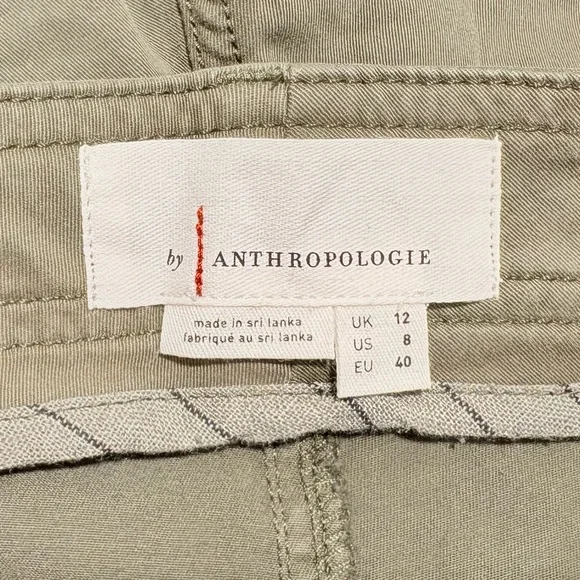 by ANTHROPOLOGIE
made in sri lanka
fabriqué au sri lanka
UK 12
US 8
EU 40